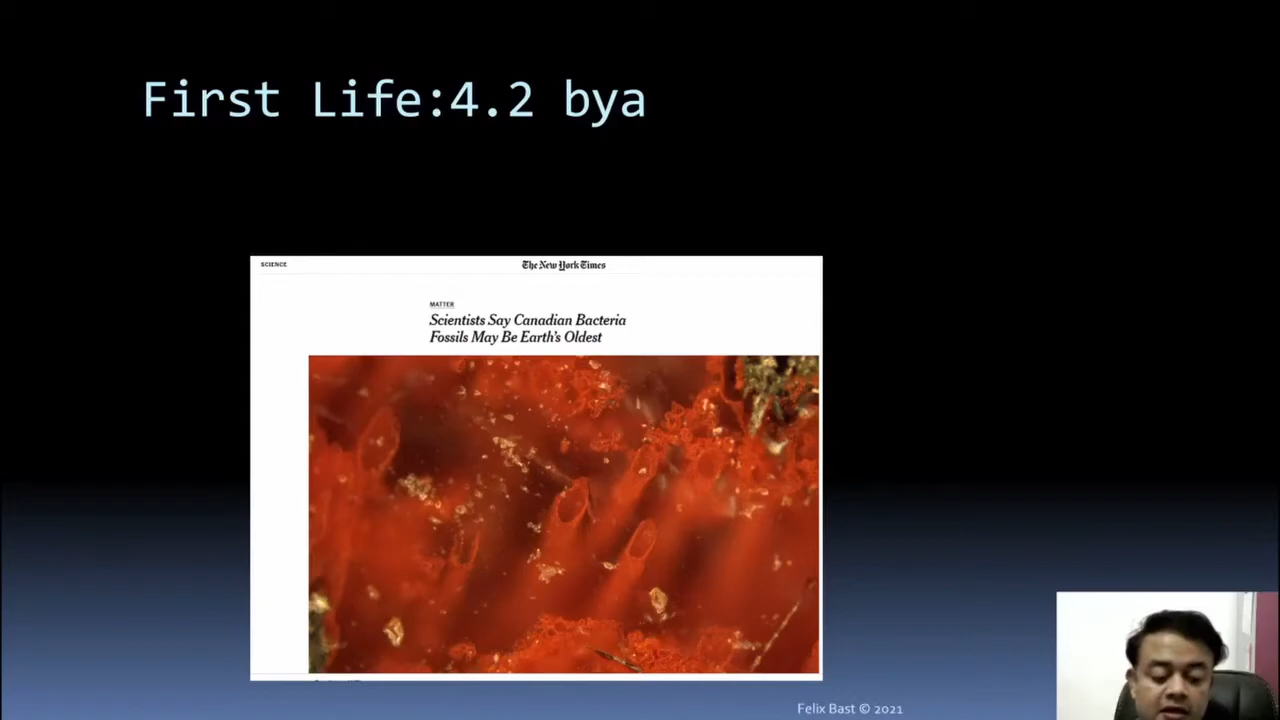 First Life:4.2 bya
SCIENCE
The New York Times
MATTER
Scientists Say Canadian Bacteria
Fossils May Be Earth's Oldest
Felix Bast © 2021